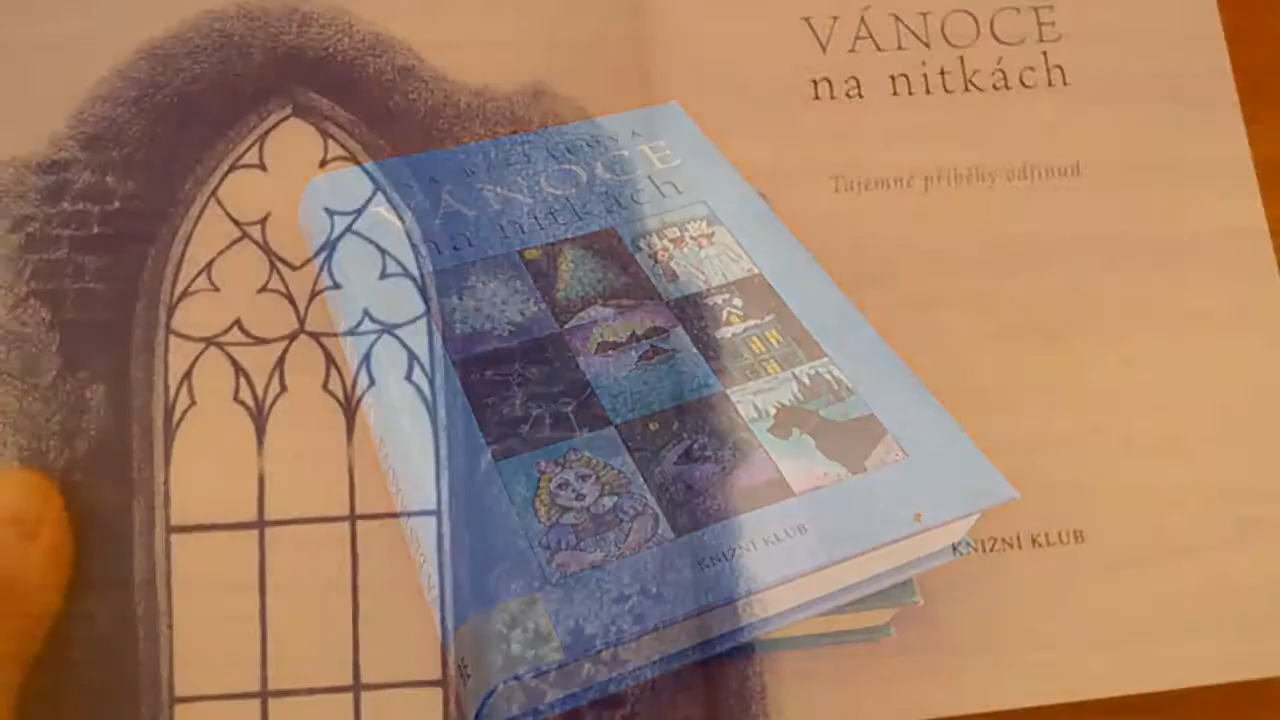 VÁNOCE
na nitkách
Tajemné příběhy odjinud
KNIŽNÍ KLUB
VÁNOCE
na nitkách
KNIŽNÍ KLUB